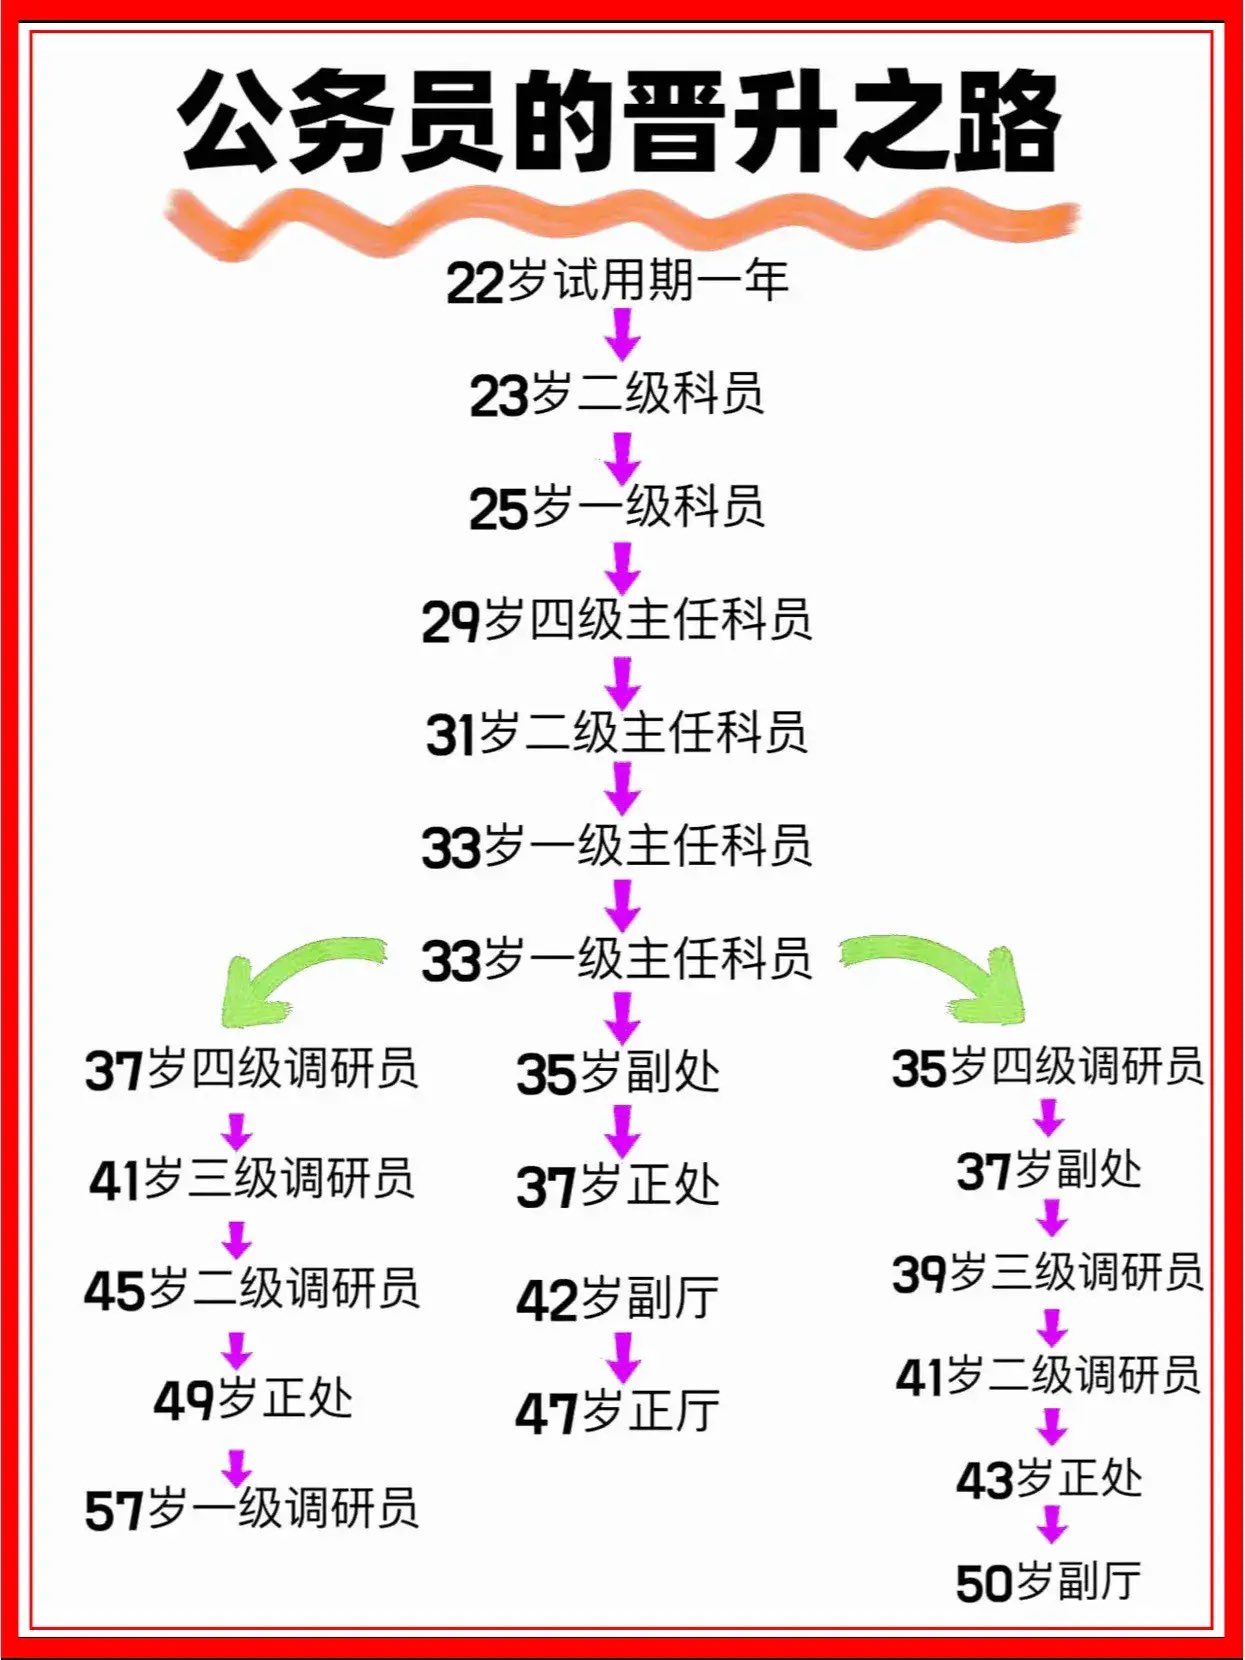 公务员的晋升之路
22岁试用期一年
23岁二级科员
25岁一级科员
29岁四级主任科员
31岁二级主任科员
33岁一级主任科员
33岁一级主任科员
37岁四级调研员
41岁三级调研员
45岁二级调研员
49岁正处
57岁一级调研员
35岁副处
37岁正处
42岁副厅
47岁正厅
35岁四级调研员
37岁副处
39岁三级调研员
41岁二级调研员
43岁正处
50岁副厅